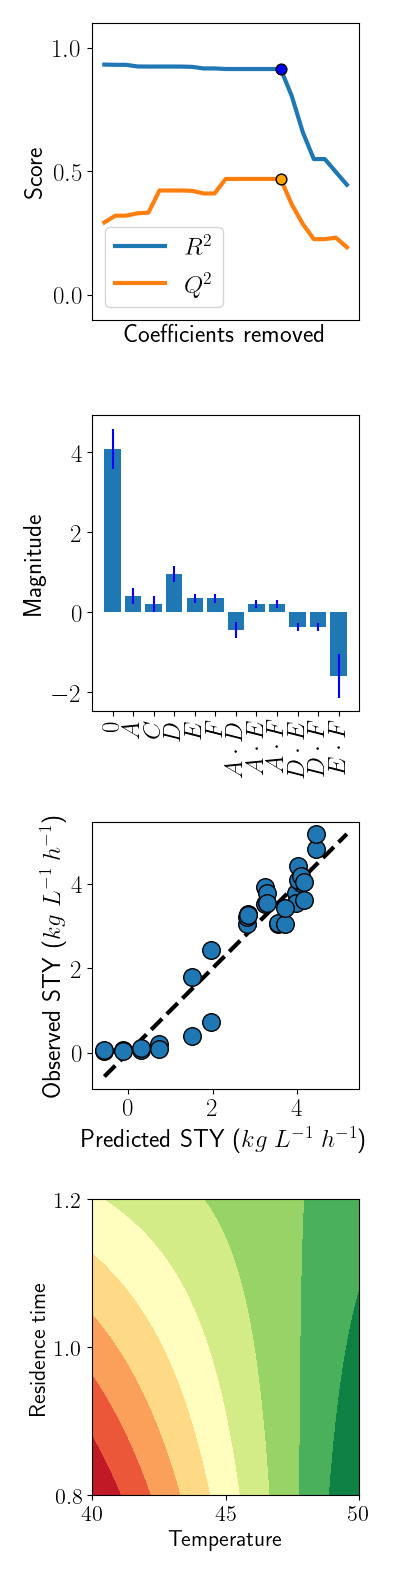 1.0
0.5
0.0
Score
R²
Q²
Coefficients removed
4
2
0
−2
Magnitude
0
A
C
D
E
F
A · D
A · E
A · F
D · E
D · F
E · F
4
2
0
Observed STY (kg L⁻¹ h⁻¹)
0 2 4
Predicted STY (kg L⁻¹ h⁻¹)
1.2
1.0
0.8
Residence time
40 45 50
Temperature